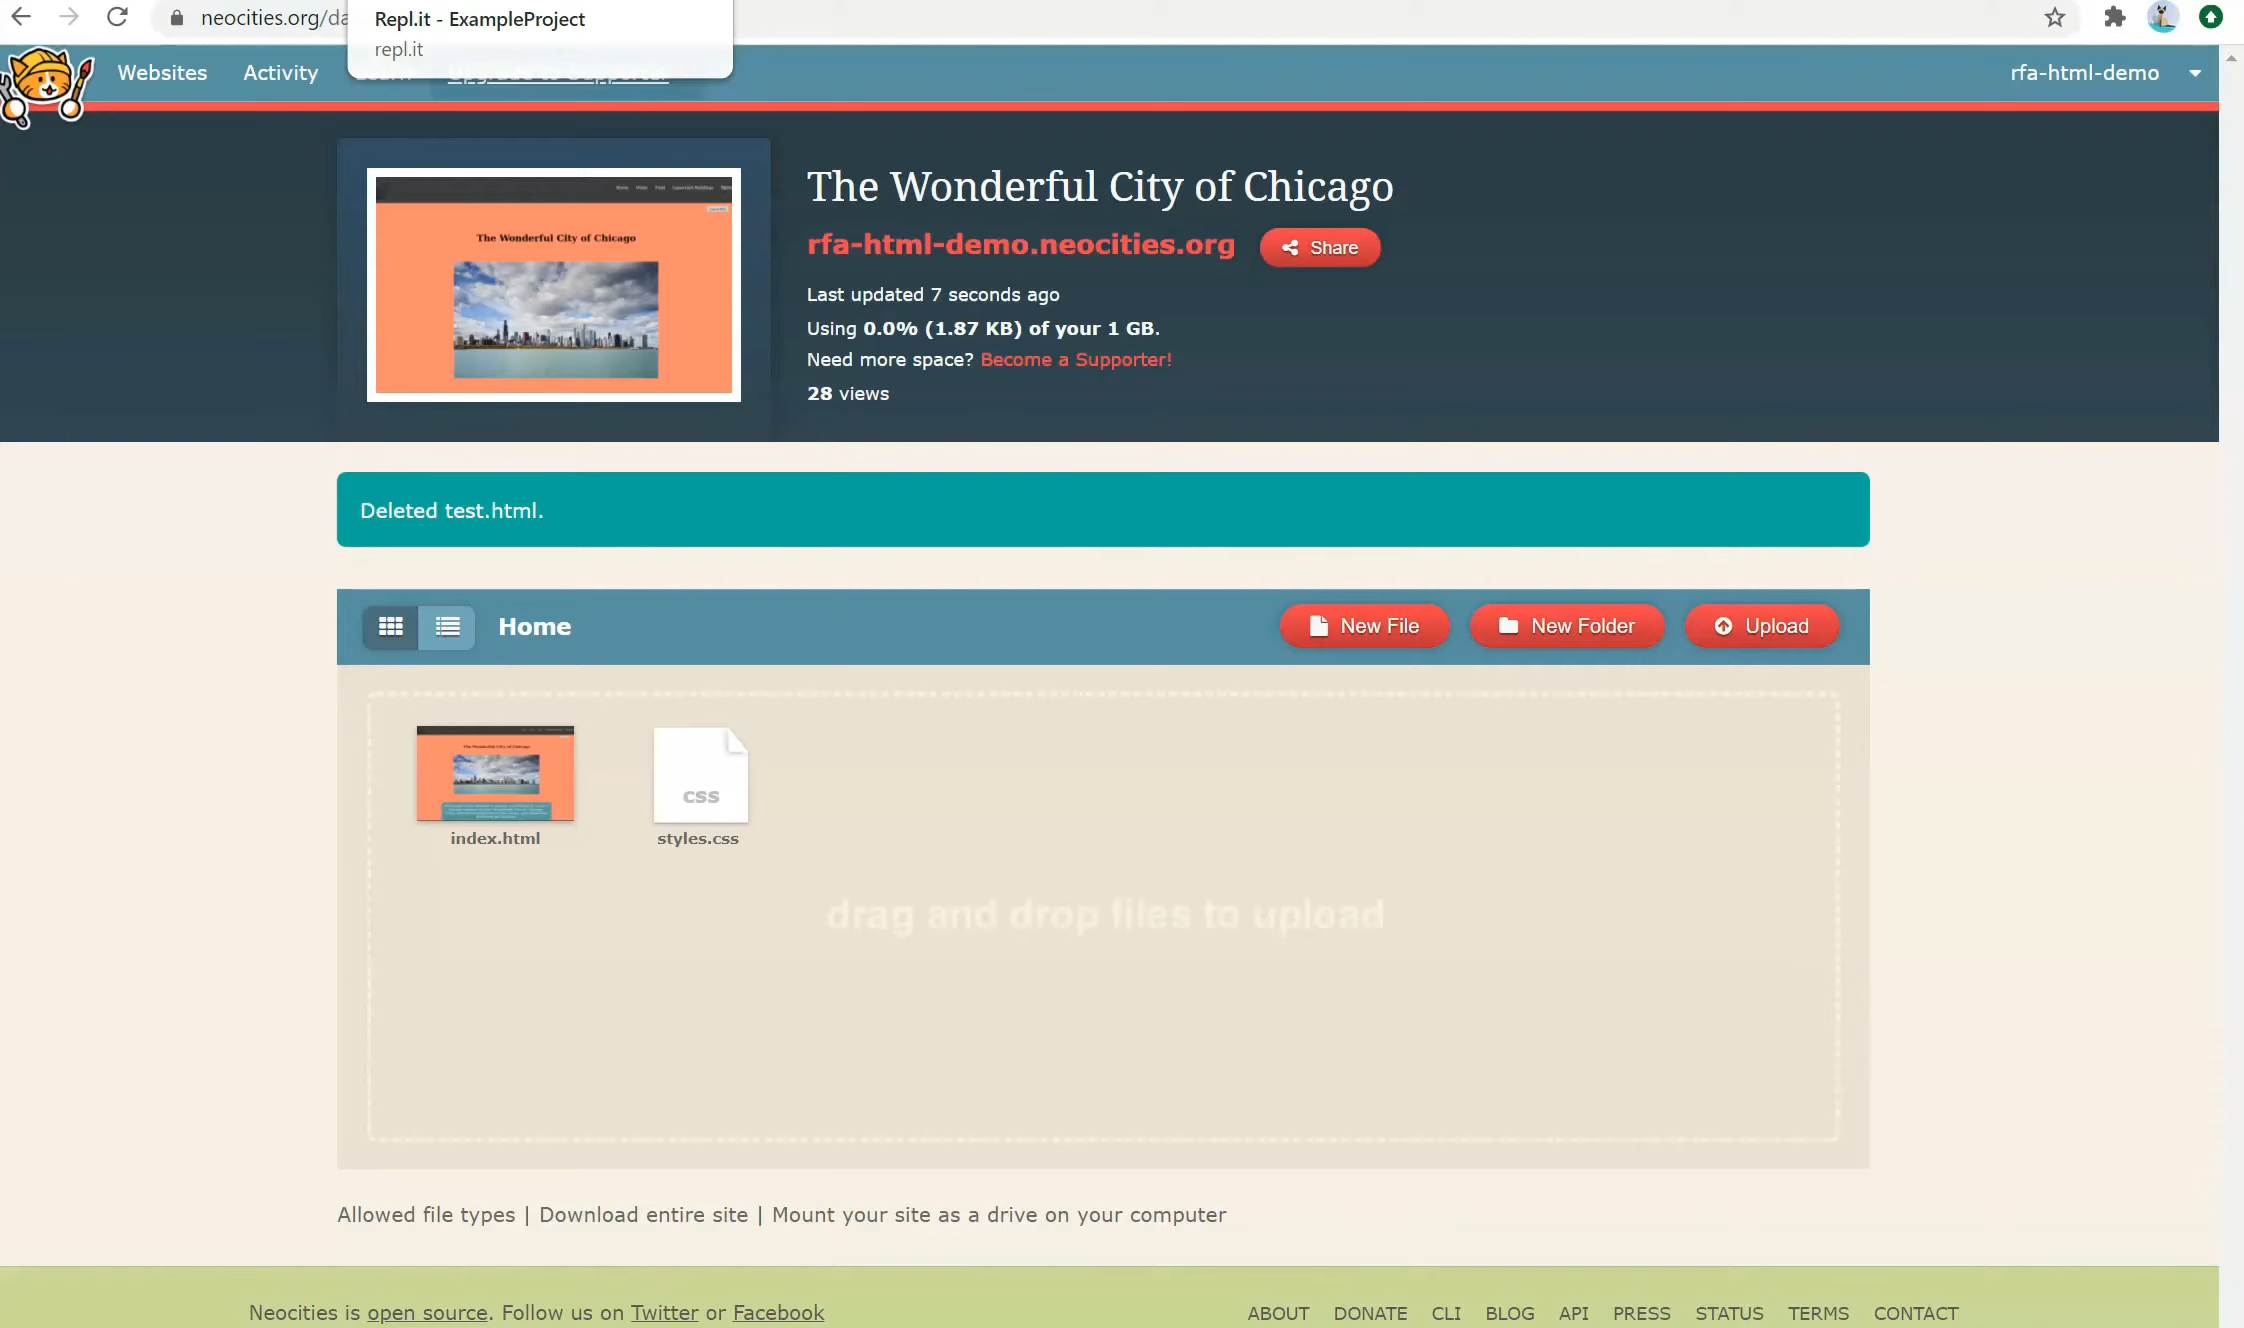 neocities.org/da
Repl.it - ExampleProject
repl.it
Websites
Activity
Upgrade to Supporter
rfa-html-demo
The Wonderful City of Chicago
The Wonderful City of Chicago
rfa-html-demo.neocities.org
Share
Last updated 7 seconds ago
Using 0.0% (1.87 KB) of your 1 GB.
Need more space? Become a Supporter!
28 views
Deleted test.html.
Home
New File
New Folder
Upload
css
index.html
styles.css
drag and drop files to upload
Allowed file types | Download entire site | Mount your site as a drive on your computer
Neocities is open source. Follow us on Twitter or Facebook
ABOUT DONATE CLI BLOG API PRESS STATUS TERMS CONTACT